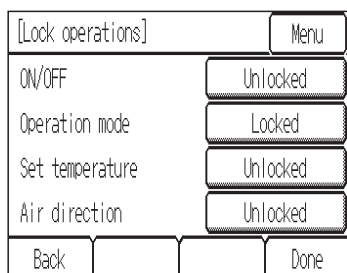 [Lock operations] Menu
ON/OFF Unlocked
Operation mode Locked
Set temperature Unlocked
Air direction Unlocked
Back Done